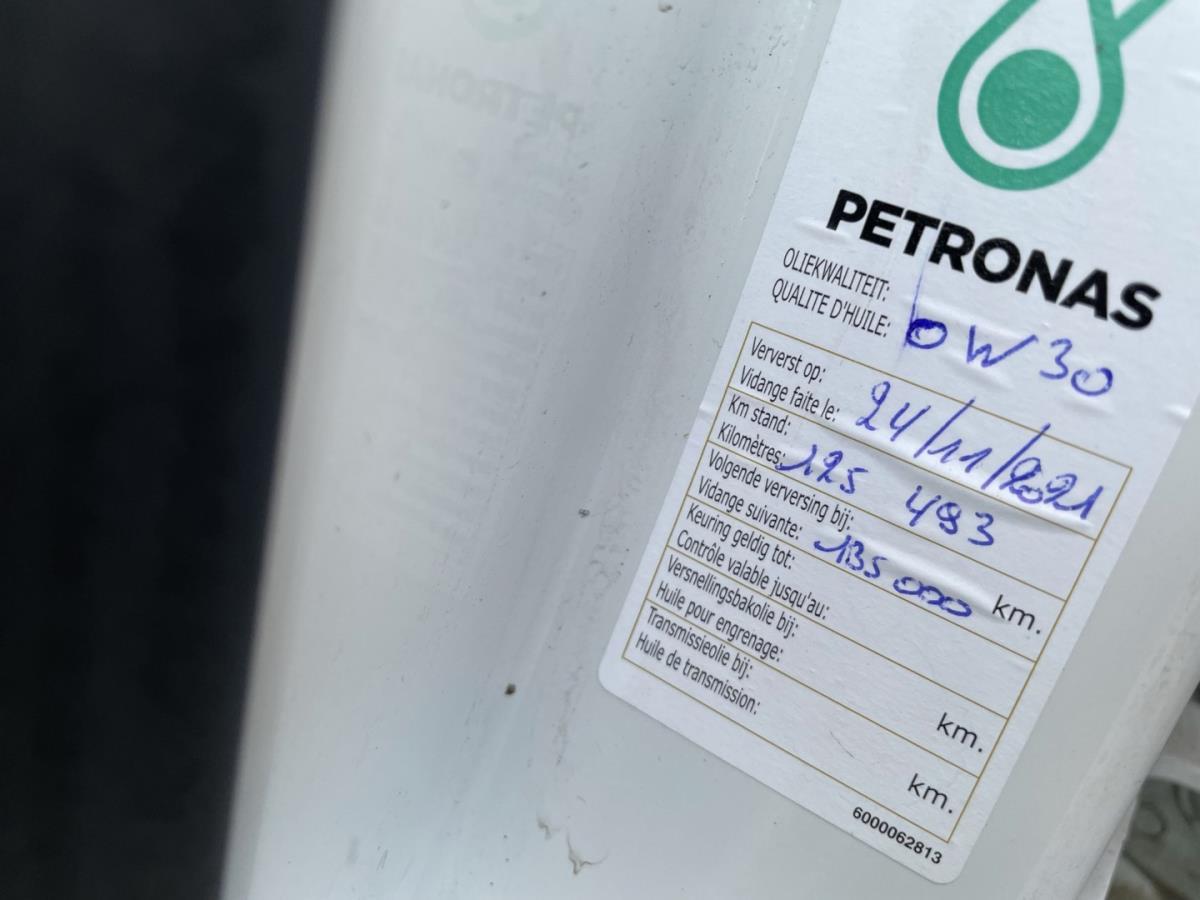 PETRONAS
OLIEKWALITEIT:
QUALITE D'HUILE: 0W30
Ververst op:
Vidange faite le: 24/11/2021
Km stand:
Kilomètres: 125 493
Volgende verversing bij:
Vidange suivante: 135 000 km.
Keuring geldig tot:
Contrôle valable jusqu'au:
Versnellingsbakolie bij:
Huile pour engrenage: km.
Transmissieolie bij:
Huile de transmission: km.
6000062813